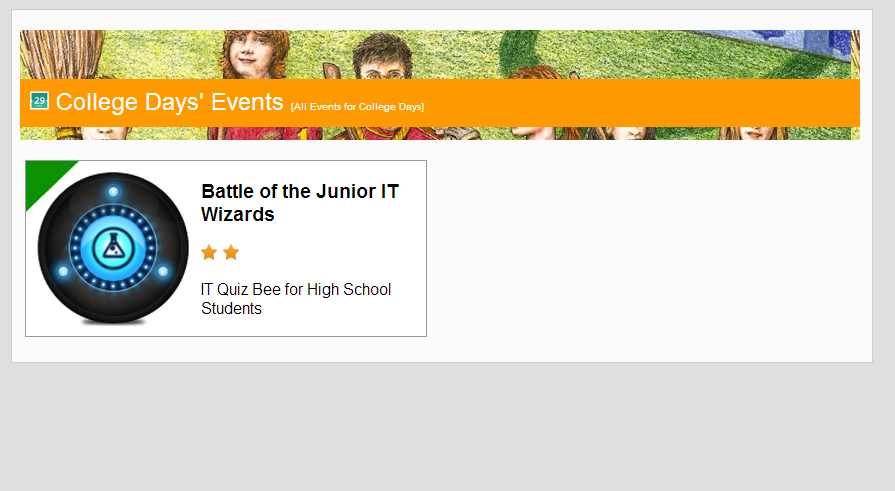 29
College Days' Events [All Events for College Days]
Battle of the Junior IT
Wizards
IT Quiz Bee for High School
Students